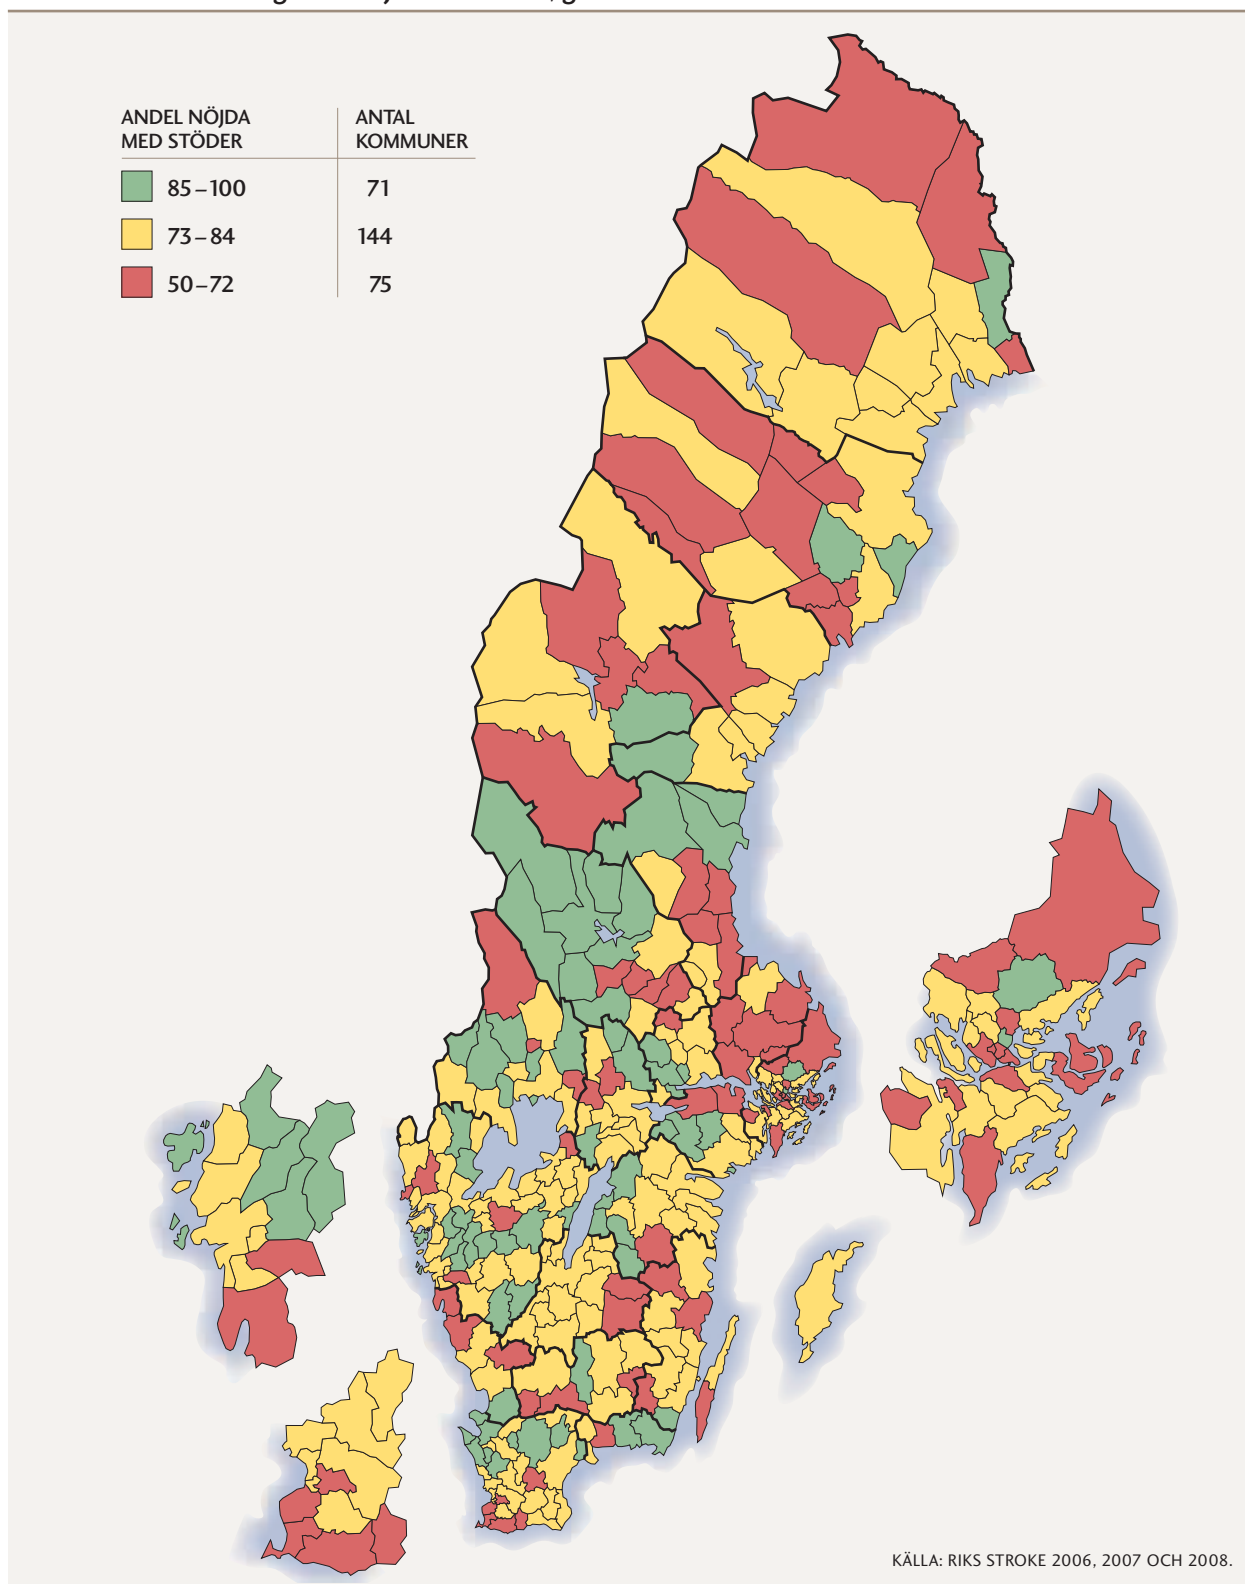 ANDEL NÖJDA
MED STÖDER
ANTAL
KOMMUNER
85–100 71
73–84 144
50–72 75
KÄLLA: RIKS STROKE 2006, 2007 OCH 2008.